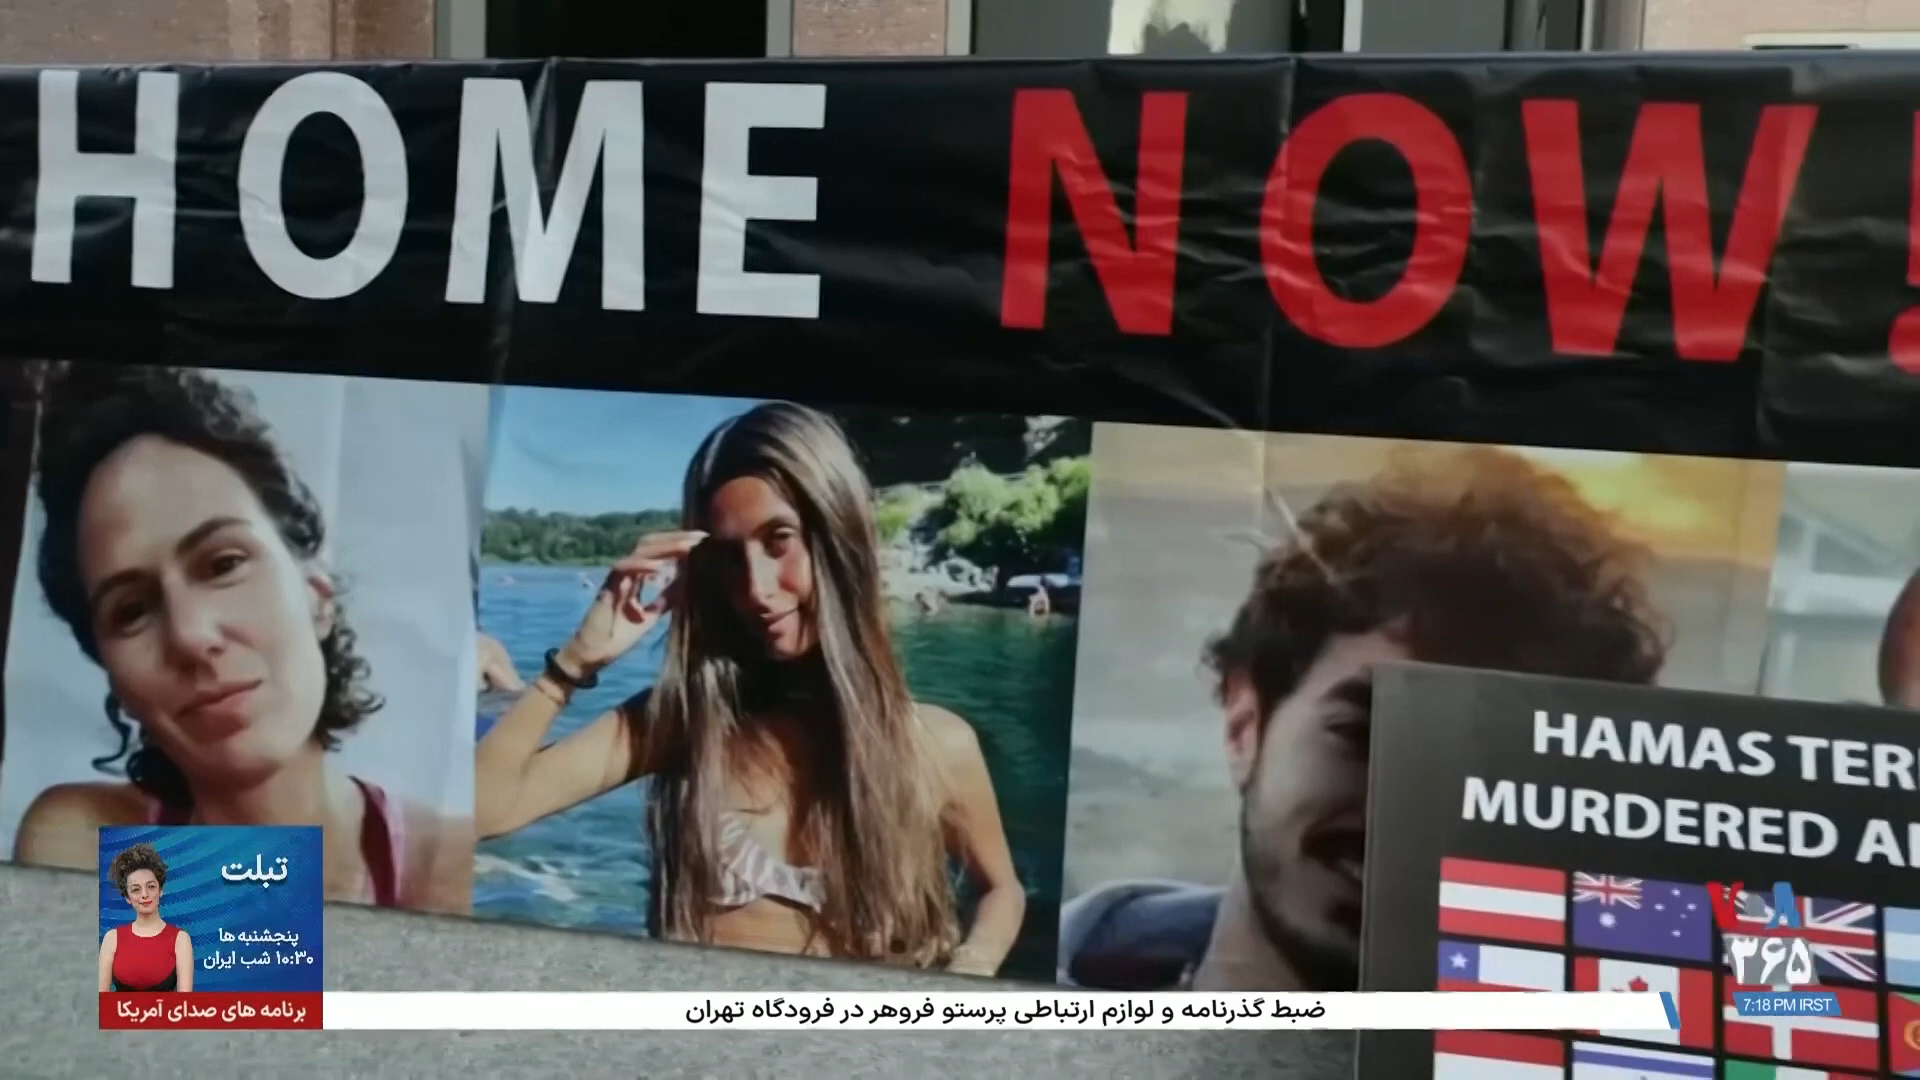 HOME NOW!
HAMAS
MURDERED
تبلت
پنجشنبه ها
۱۰:۳۰ شب ایران
برنامه های صدای آمریکا
ضبط گذرنامه و لوازم ارتباطی پرستو فروهر در فرودگاه تهران
VOA
۳۶۵
7:18 PM IRST